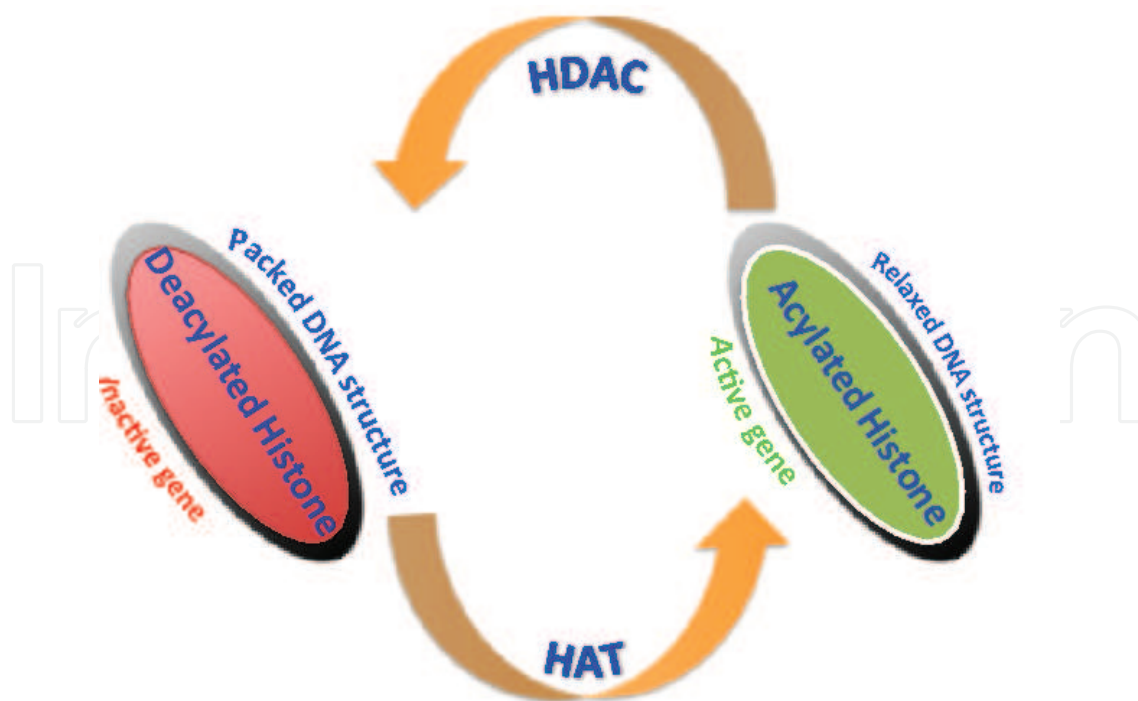 HDAC
Packed DNA structure
Deacylated Histone
Inactive gene
Relaxed DNA structure
Acylated Histone
Active gene
HAT